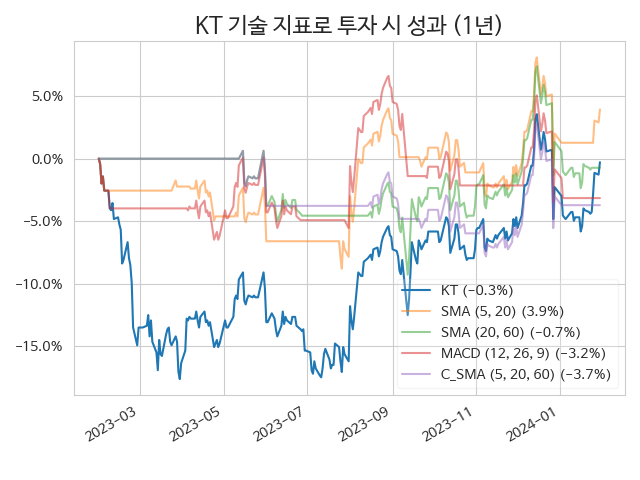 KT 기술 지표로 투자 시 성과 (1년)
5.0%
0.0%
−5.0%
−10.0%
−15.0%
KT (−0.3%)
SMA (5, 20) (3.9%)
SMA (20, 60) (−0.7%)
MACD (12, 26, 9) (−3.2%)
C_SMA (5, 20, 60) (−3.7%)
2023−03
2023−05
2023−07
2023−09
2023−11
2024−01